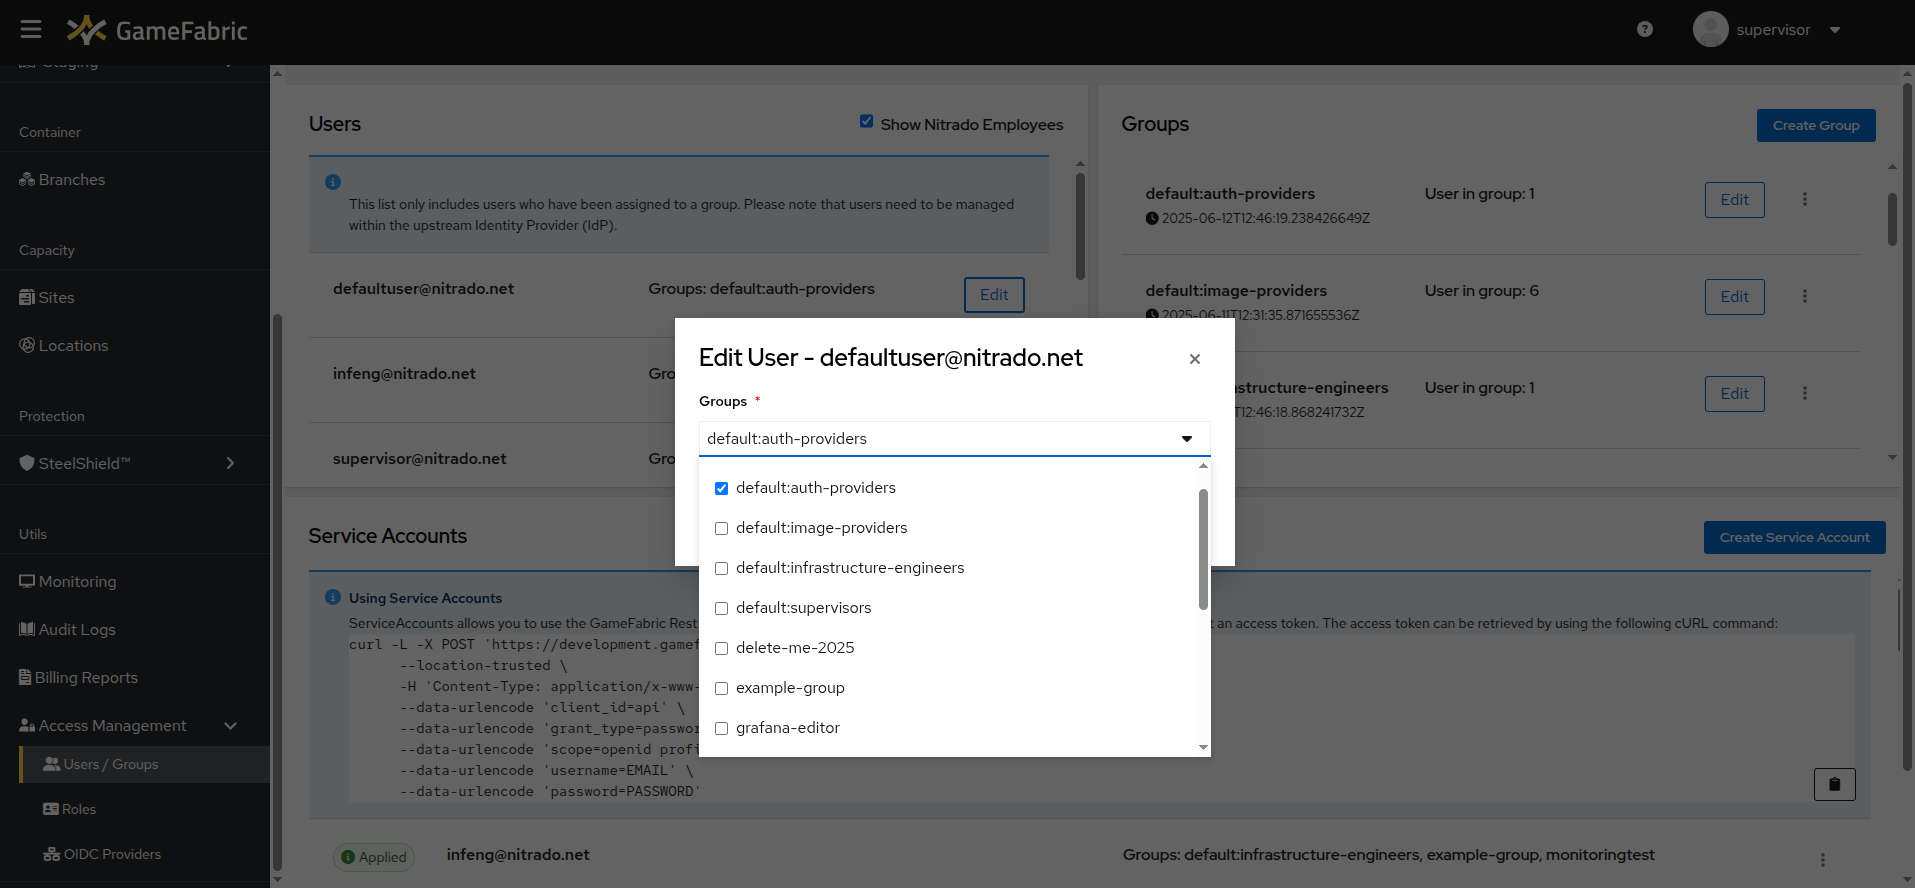 GameFabric
supervisor
Staging
Container
Branches
Capacity
Sites
Locations
Protection
SteelShield™
Utils
Monitoring
Audit Logs
Billing Reports
Access Management
Users / Groups
Roles
OIDC Providers
Users
Show Nitrado Employees
This list only includes users who have been assigned to a group. Please note that users need to be managed
within the upstream Identity Provider (IdP).
defaultuser@nitrado.net
Groups: default:auth-providers
Edit
infeng@nitrado.net
Gro
supervisor@nitrado.net
Gro
Groups
Create Group
default:auth-providers
User in group: 1
Edit
2025-06-12T12:46:19.238426649Z
default:image-providers
User in group: 6
Edit
2025-06-11T12:31:35.871655536Z
astructure-engineers
User in group: 1
Edit
T12:46:18.868241732Z
Edit User - defaultuser@nitrado.net
Groups *
default:auth-providers
default:auth-providers
default:image-providers
default:infrastructure-engineers
default:supervisors
delete-me-2025
example-group
grafana-editor
Service Accounts
Create Service Account
Using Service Accounts
ServiceAccounts allows you to use the GameFabric Rest
t an access token. The access token can be retrieved by using the following cURL command:
curl -L -X POST 'https://development.gamef
--location-trusted \
-H 'Content-Type: application/x-www-
--data-urlencode 'client_id=api' \
--data-urlencode 'grant_type=passwor
--data-urlencode 'scope=openid profi
--data-urlencode 'username=EMAIL' \
--data-urlencode 'password=PASSWORD'
Applied
infeng@nitrado.net
Groups: default:infrastructure-engineers, example-group, monitoringtest